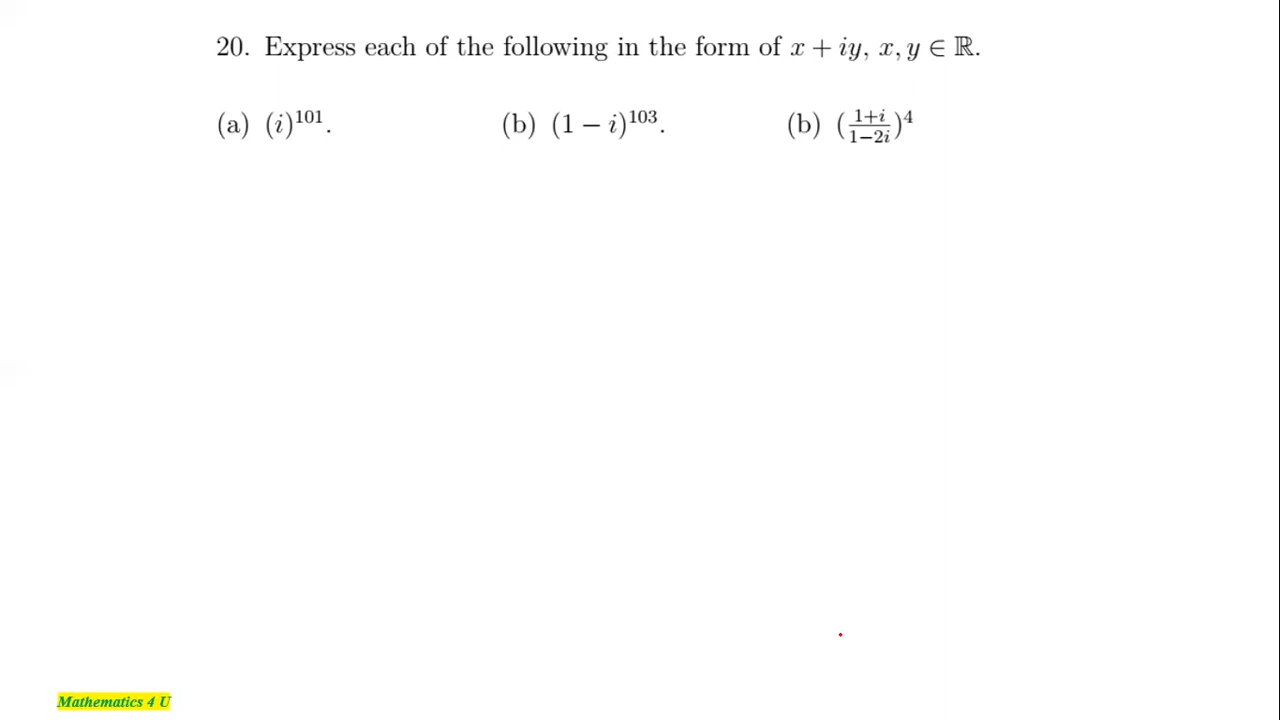 20. Express each of the following in the form of x + iy, x, y ∈ ℝ.
(a) (i)^101. (b) (1 − i)^103. (b) ((1+i)/(1−2i))^4
Mathematics 4 U